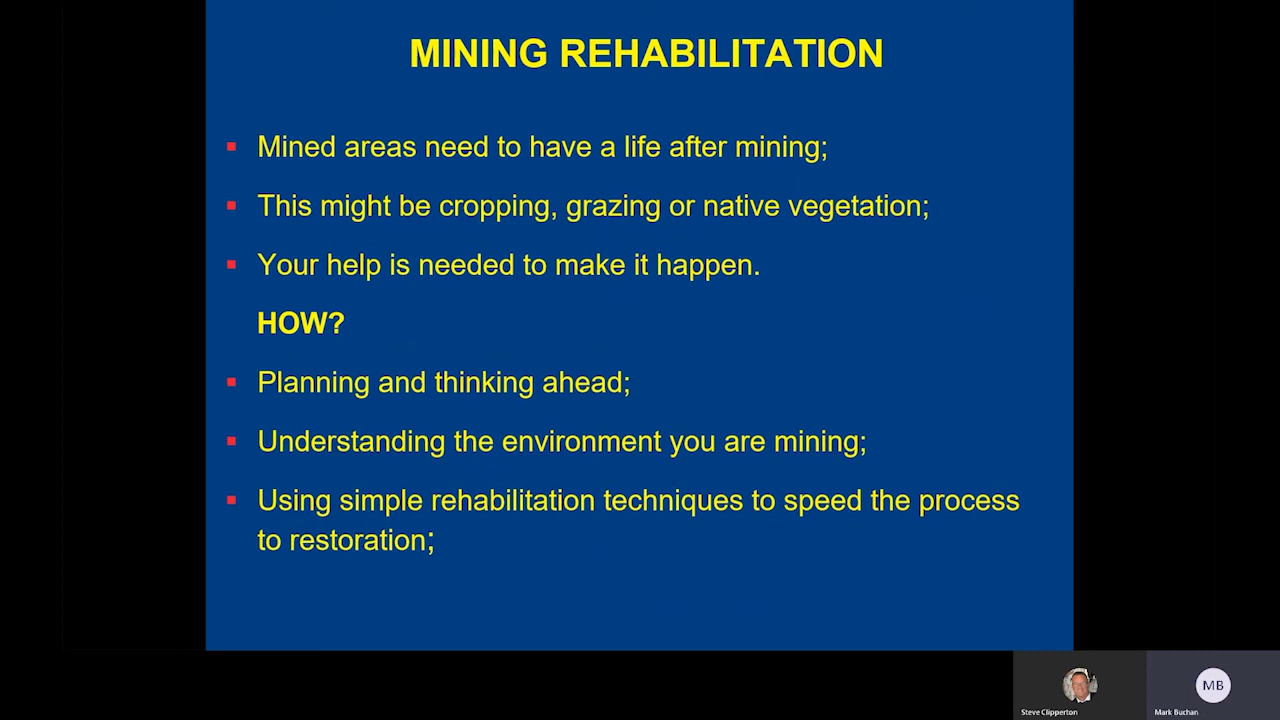 MINING REHABILITATION
Mined areas need to have a life after mining;
This might be cropping, grazing or native vegetation;
Your help is needed to make it happen.
HOW?
Planning and thinking ahead;
Understanding the environment you are mining;
Using simple rehabilitation techniques to speed the process
to restoration;
MB
Steve Clipperton
Mark Buchan